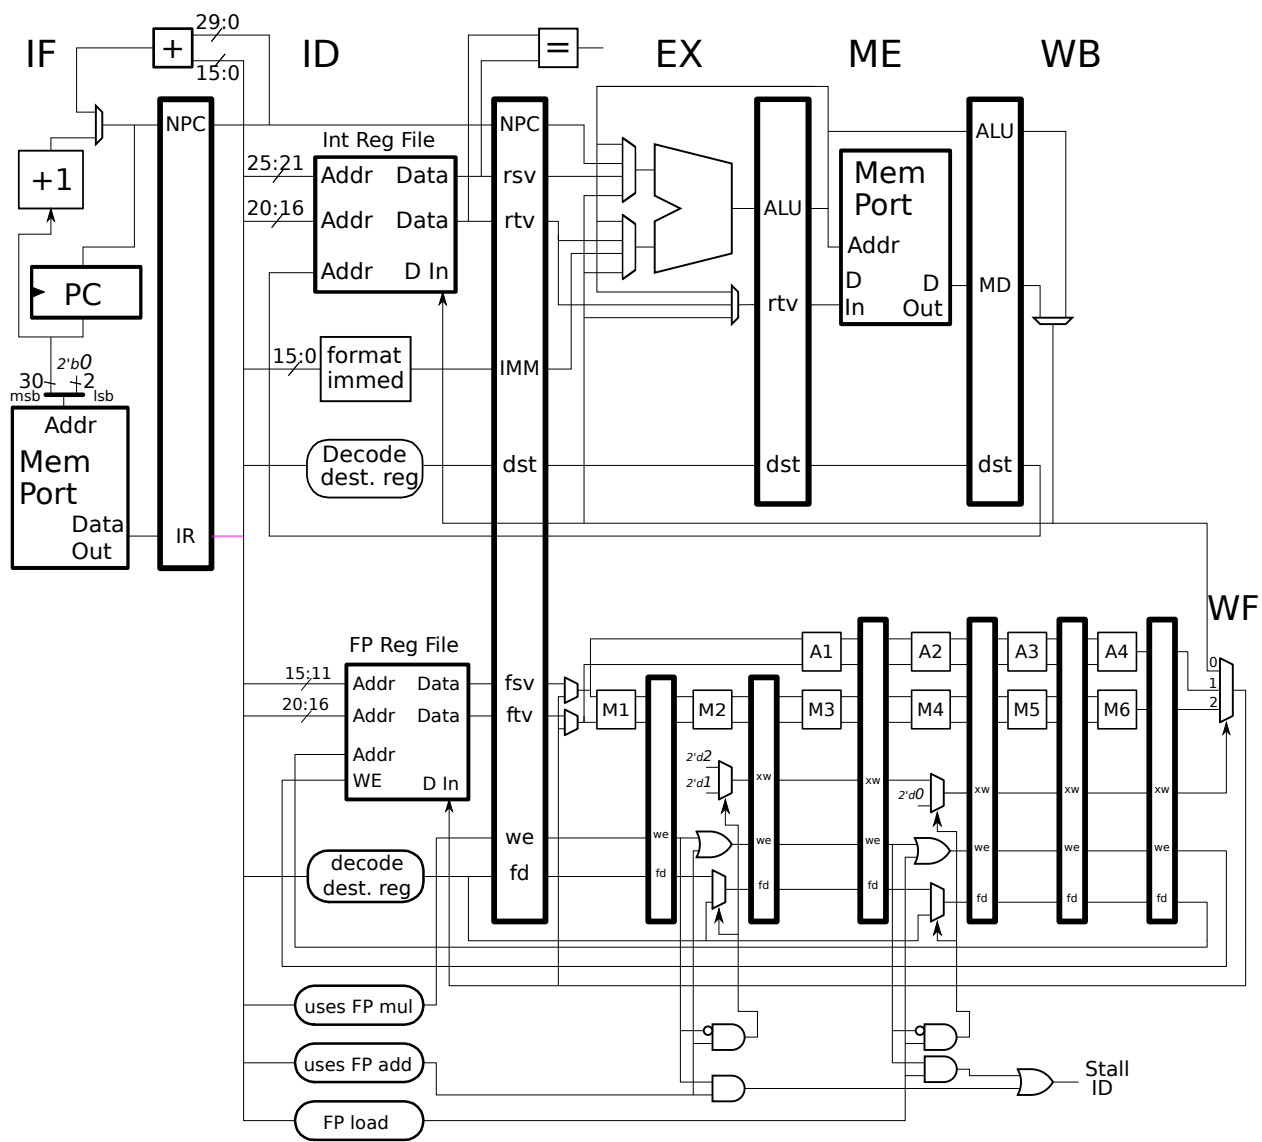 IF
ID
EX
ME
WB
29:0
15:0
+
=
NPC
NPC
Int Reg File
25:21
Addr
Data
20:16
Addr
Data
Addr
D In
rsv
rtv
ALU
rtv
Mem
Port
Addr
D
In
D
Out
ALU
MD
+1
PC
2'b0
30
2
msb
lsb
Addr
Mem
Port
Data
Out
IR
15:0
format
immed
IMM
Decode
dest. reg
dst
dst
dst
WF
FP Reg File
15:11
Addr
Data
20:16
Addr
Data
Addr
WE
D In
fsv
ftv
A1
A2
A3
A4
M1
M2
M3
M4
M5
M6
0
1
2
2'd2
2'd1
2'd0
xw
xw
xw
xw
xw
we
we
we
we
we
we
we
fd
fd
fd
fd
fd
fd
fd
decode
dest. reg
uses FP mul
uses FP add
FP load
Stall
ID